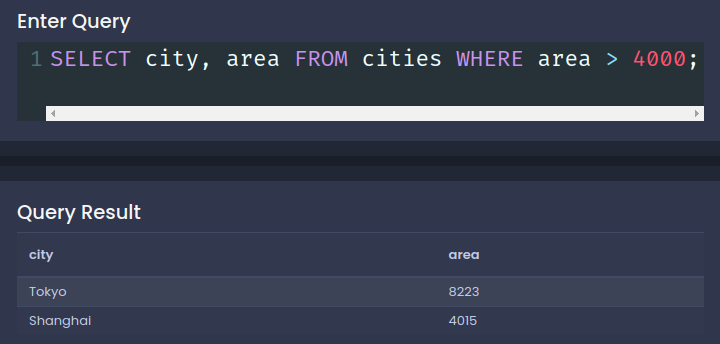 Enter Query
1 SELECT city, area FROM cities WHERE area > 4000;
Query Result
city area
Tokyo 8223
Shanghai 4015